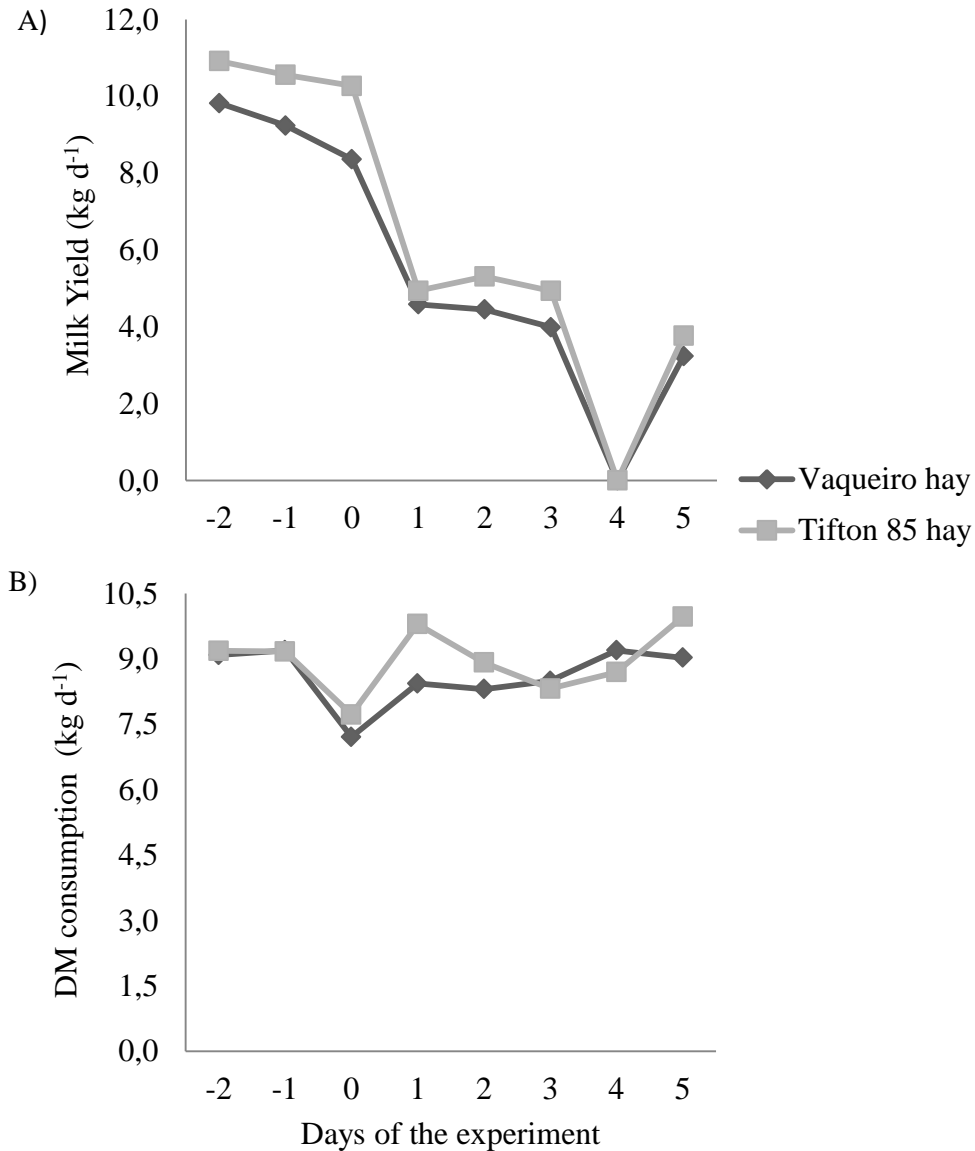 A)
12,0
10,0
8,0
6,0
4,0
2,0
0,0
Milk Yield (kg d⁻¹)
-2 -1 0 1 2 3 4 5
Vaqueiro hay
Tifton 85 hay
B)
10,5
9,0
7,5
6,0
4,5
3,0
1,5
0,0
DM consumption (kg d⁻¹)
-2 -1 0 1 2 3 4 5
Days of the experiment